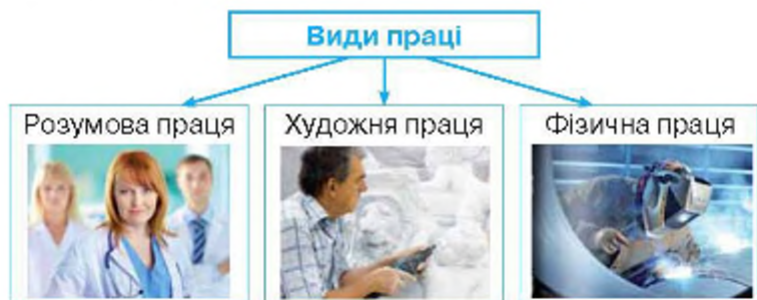 Види праці
Розумова праця
Художня праця
Фізична праця